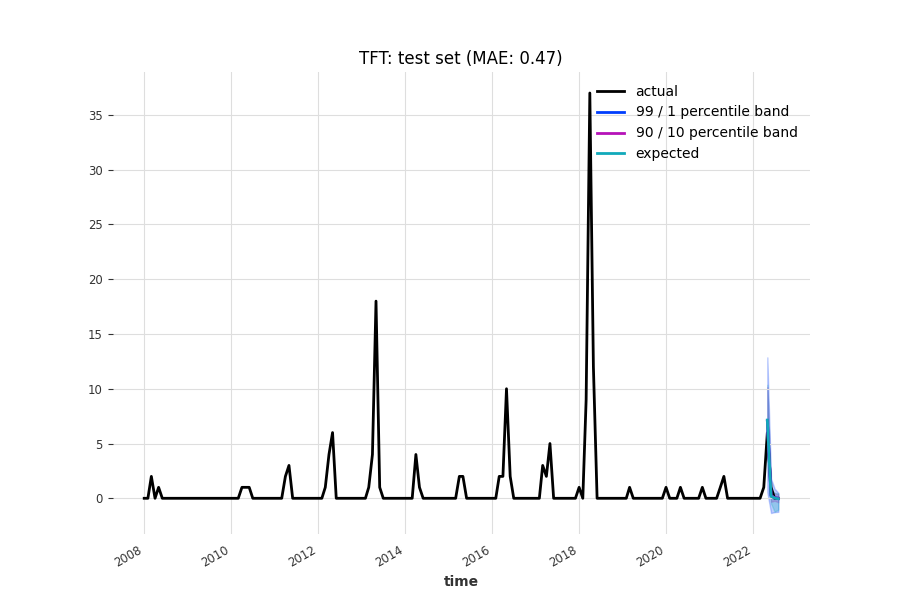 TFT: test set (MAE: 0.47)
actual
99 / 1 percentile band
90 / 10 percentile band
expected
35
30
25
20
15
10
5
0
2008
2010
2012
2014
2016
2018
2020
2022
time